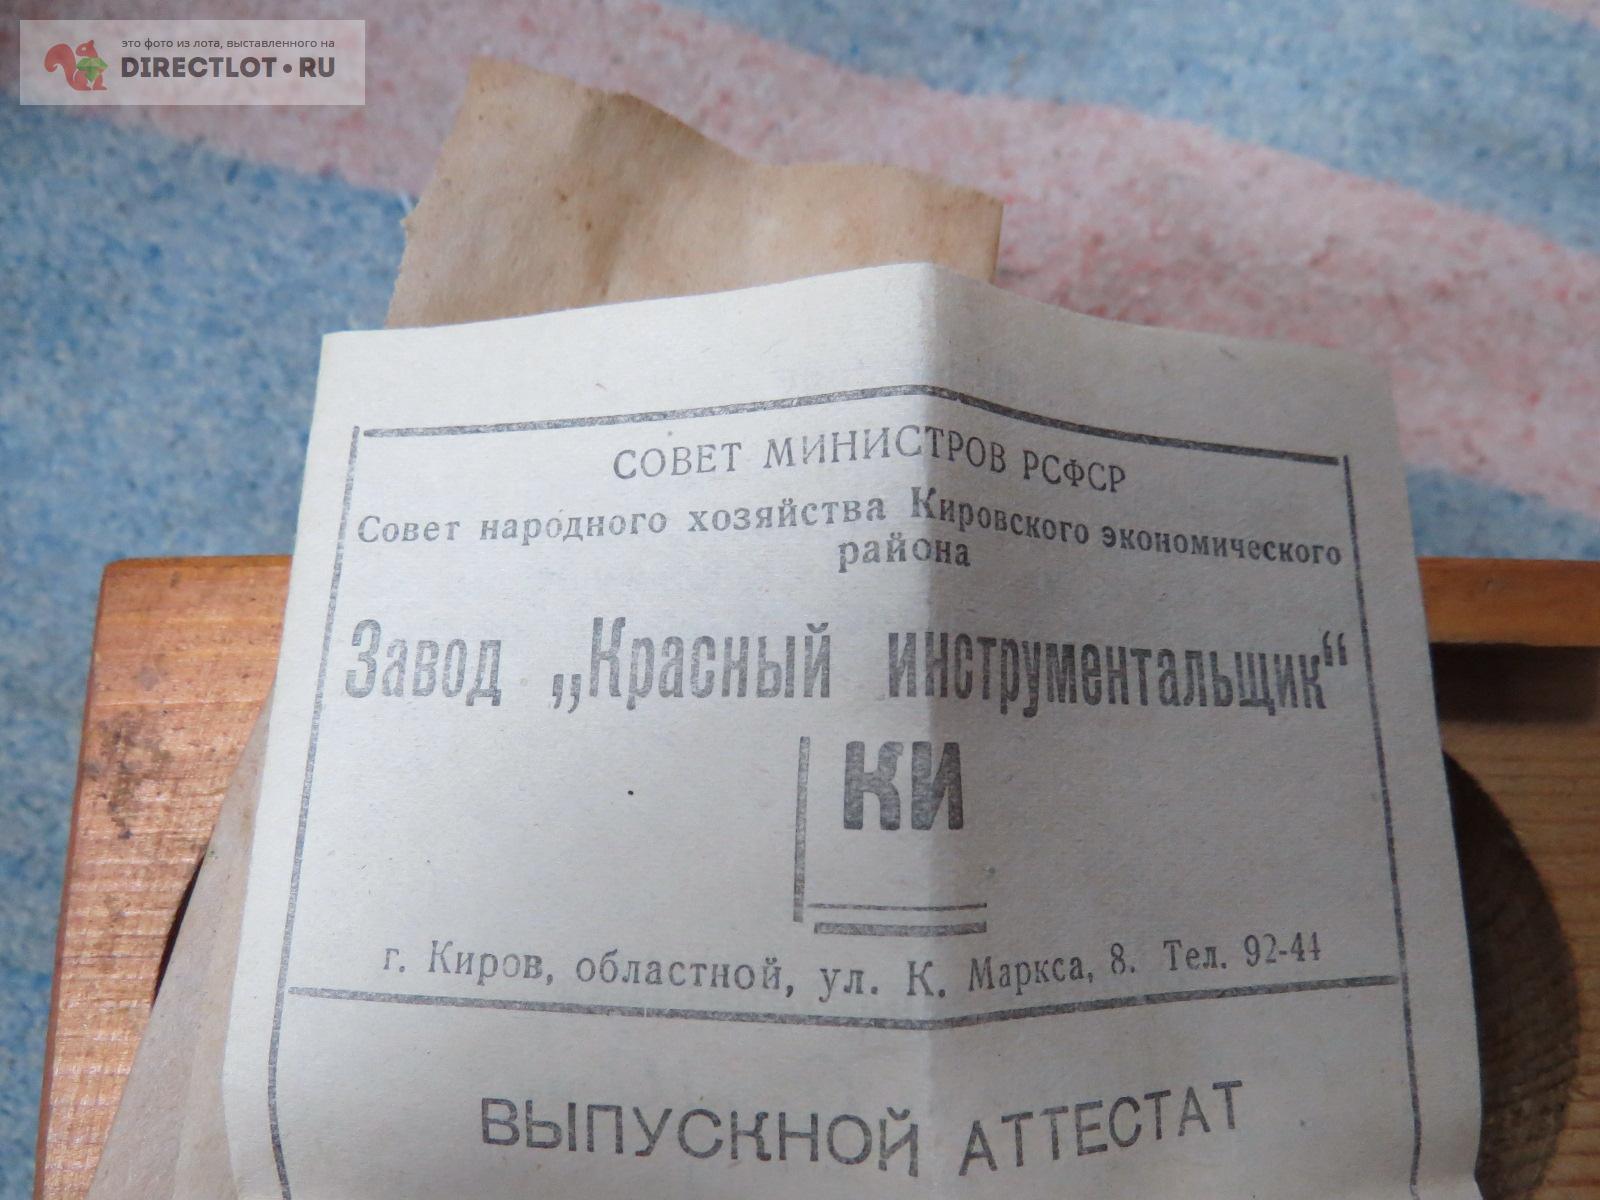 это фото из лота, выставленного на
DIRECTLOT•RU
СОВЕТ МИНИСТРОВ РСФСР
Совет народного хозяйства Кировского экономического
района
Завод „Красный инструментальщик“
КИ
г. Киров, областной, ул. К. Маркса, 8. Тел. 92-44
ВЫПУСКНОЙ АТТЕСТАТ